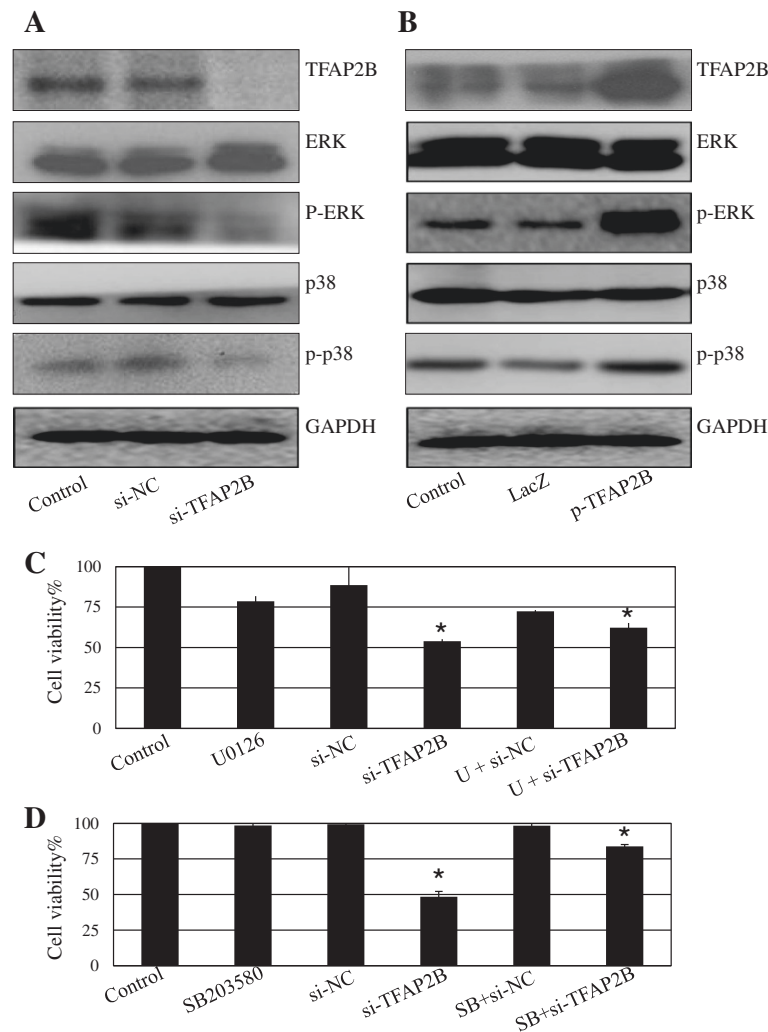 A
TFAP2B
ERK
P-ERK
p38
p-p38
GAPDH
Control
si-NC
si-TFAP2B
B
TFAP2B
ERK
p-ERK
p38
p-p38
GAPDH
Control
LacZ
p-TFAP2B
C
Cell viability%
100
75
50
25
0
*
*
Control
U0126
si-NC
si-TFAP2B
U + si-NC
U + si-TFAP2B
D
Cell viability%
100
75
50
25
0
*
*
Control
SB203580
si-NC
si-TFAP2B
SB+si-NC
SB+si-TFAP2B